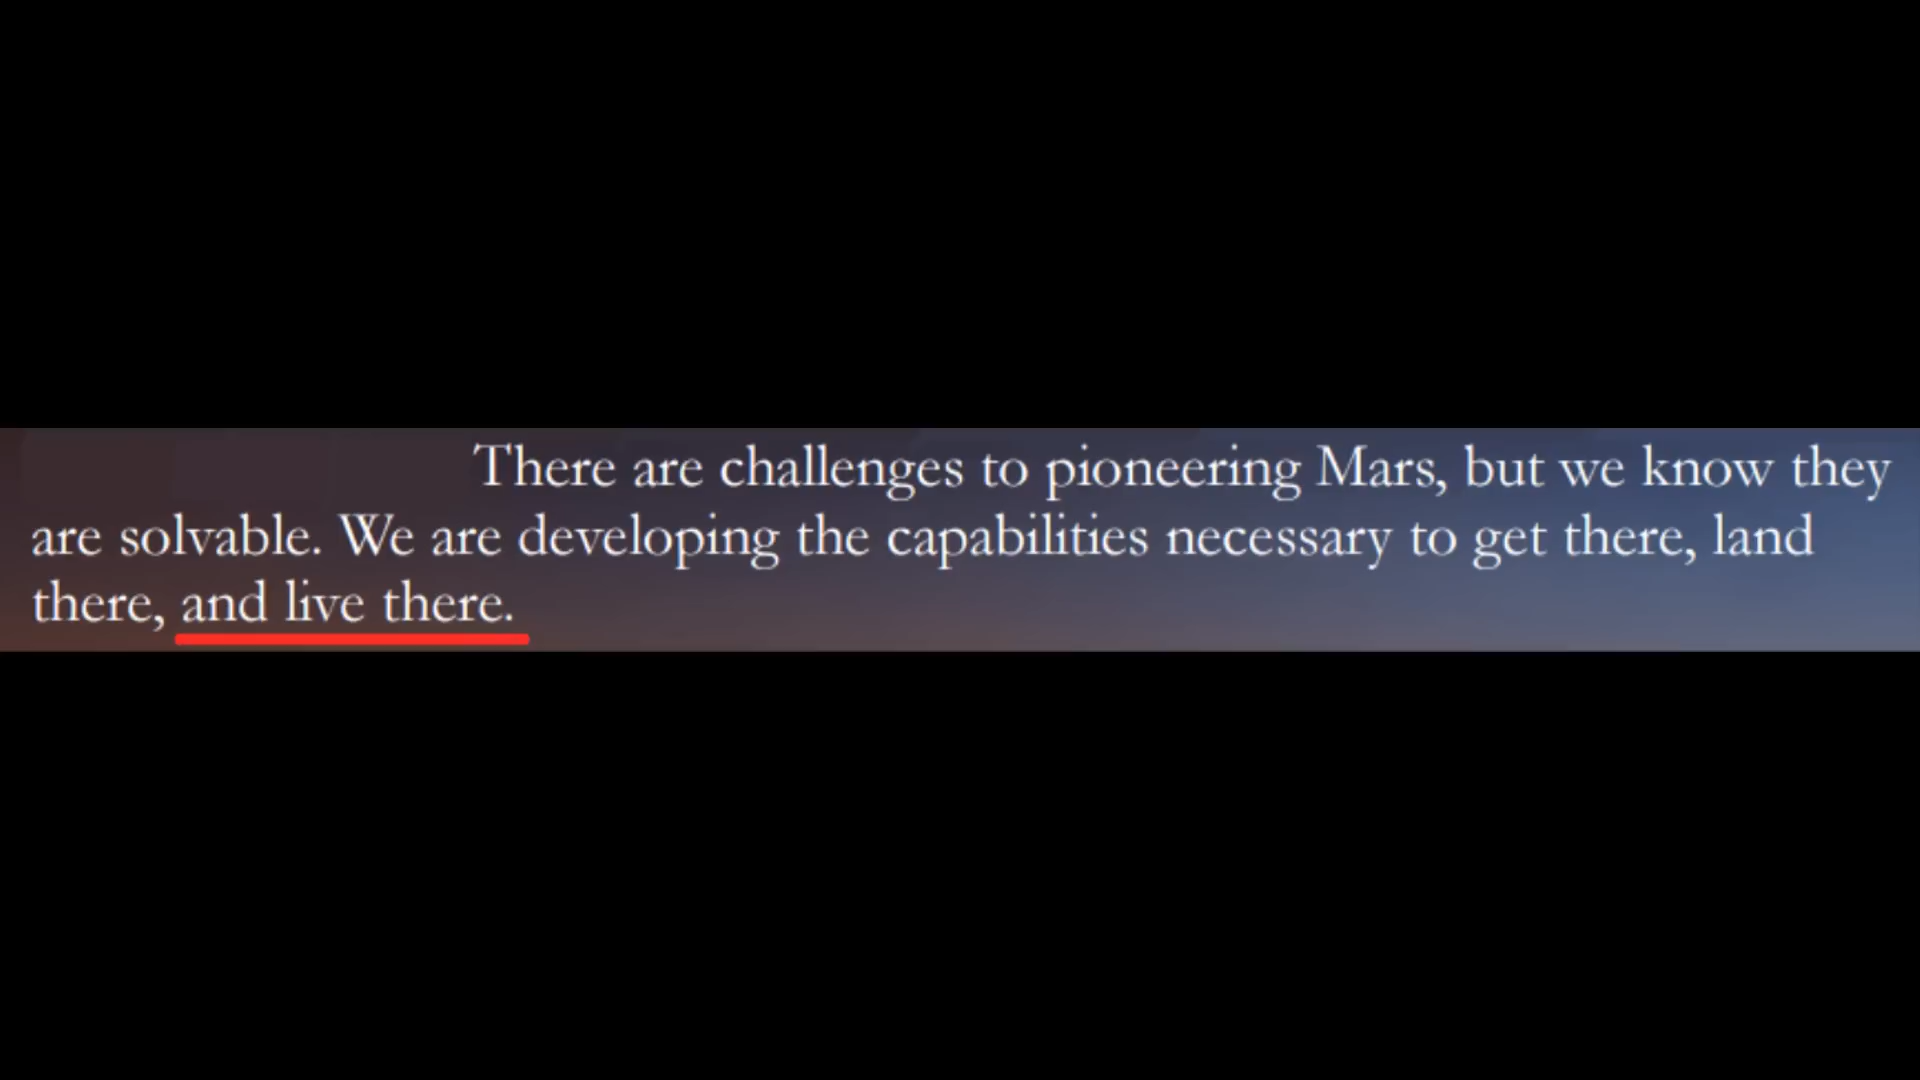 There are challenges to pioneering Mars, but we know they
are solvable. We are developing the capabilities necessary to get there, land
there, and live there.